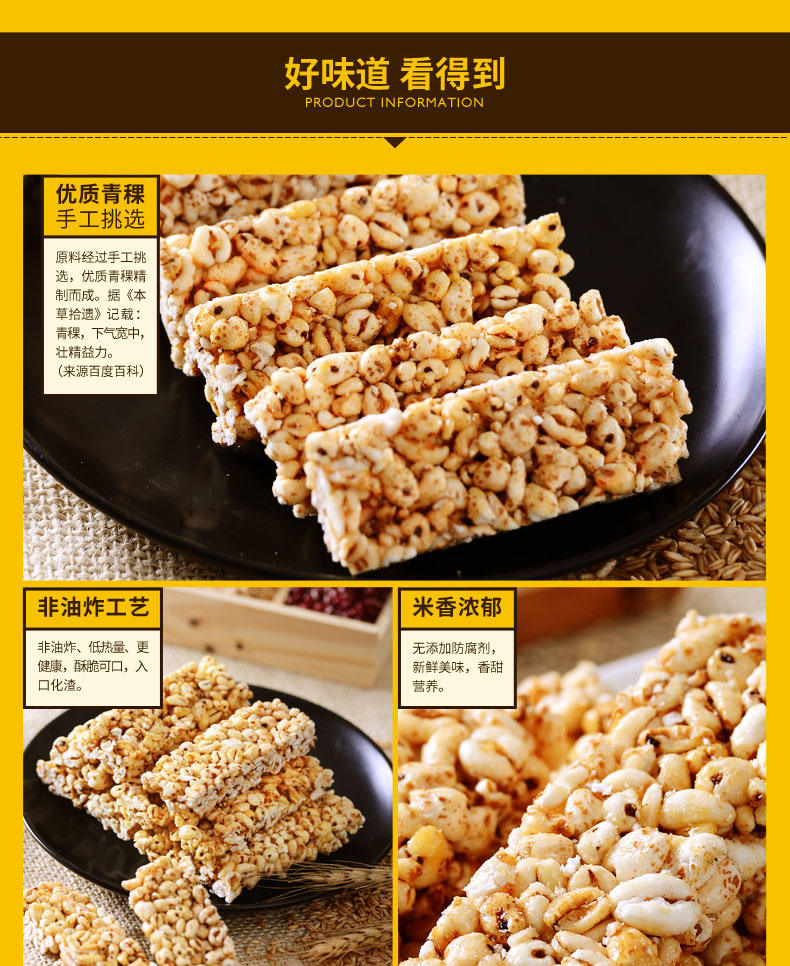 好味道 看得到
PRODUCT INFORMATION
优质青稞
手工挑选
原料经过手工挑
选，优质青稞精
制而成。据《本
草拾遗》记载：
青稞，下气宽中，
壮精益力。
（来源百度百科）
非油炸工艺
非油炸、低热量、更
健康，酥脆可口，入
口化渣。
米香浓郁
无添加防腐剂，
新鲜美味，香甜
营养。